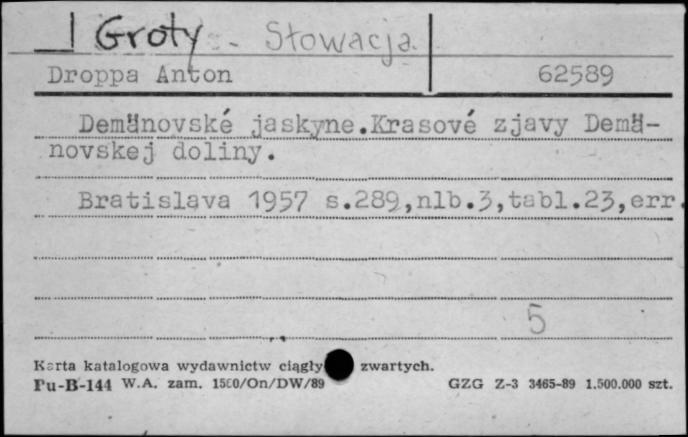 Groty - Słowacja
Droppa Anton 62589
Demänovské jaskyne.Krasové zjavy Demä-
novskej doliny.
Bratislava 1957 s.289,nlb.3,tabl.23,err.
5
Karta katalogowa wydawnictw ciągły zwartych.
Pu-B-144 W.A. zam. 1580/On/DW/89 GZG Z-3 3465-89 1.500.000 szt.